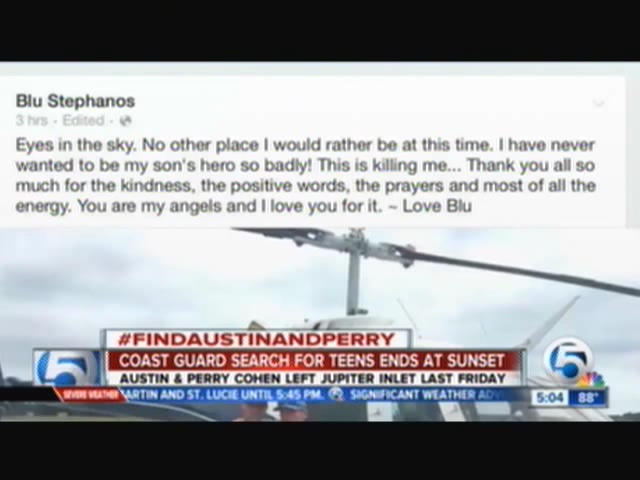 Blu Stephanos
3 hrs · Edited ·
Eyes in the sky. No other place I would rather be at this time. I have never
wanted to be my son's hero so badly! This is killing me... Thank you all so
much for the kindness, the positive words, the prayers and most of all the
energy. You are my angels and I love you for it. ~ Love Blu
#FINDAUSTINANDPERRY
5 COAST GUARD SEARCH FOR TEENS ENDS AT SUNSET 5
AUSTIN & PERRY COHEN LEFT JUPITER INLET LAST FRIDAY
SEVERE WEATHER ARTIN AND ST. LUCIE UNTIL 5:45 PM. SIGNIFICANT WEATHER ADV 5:04 88°